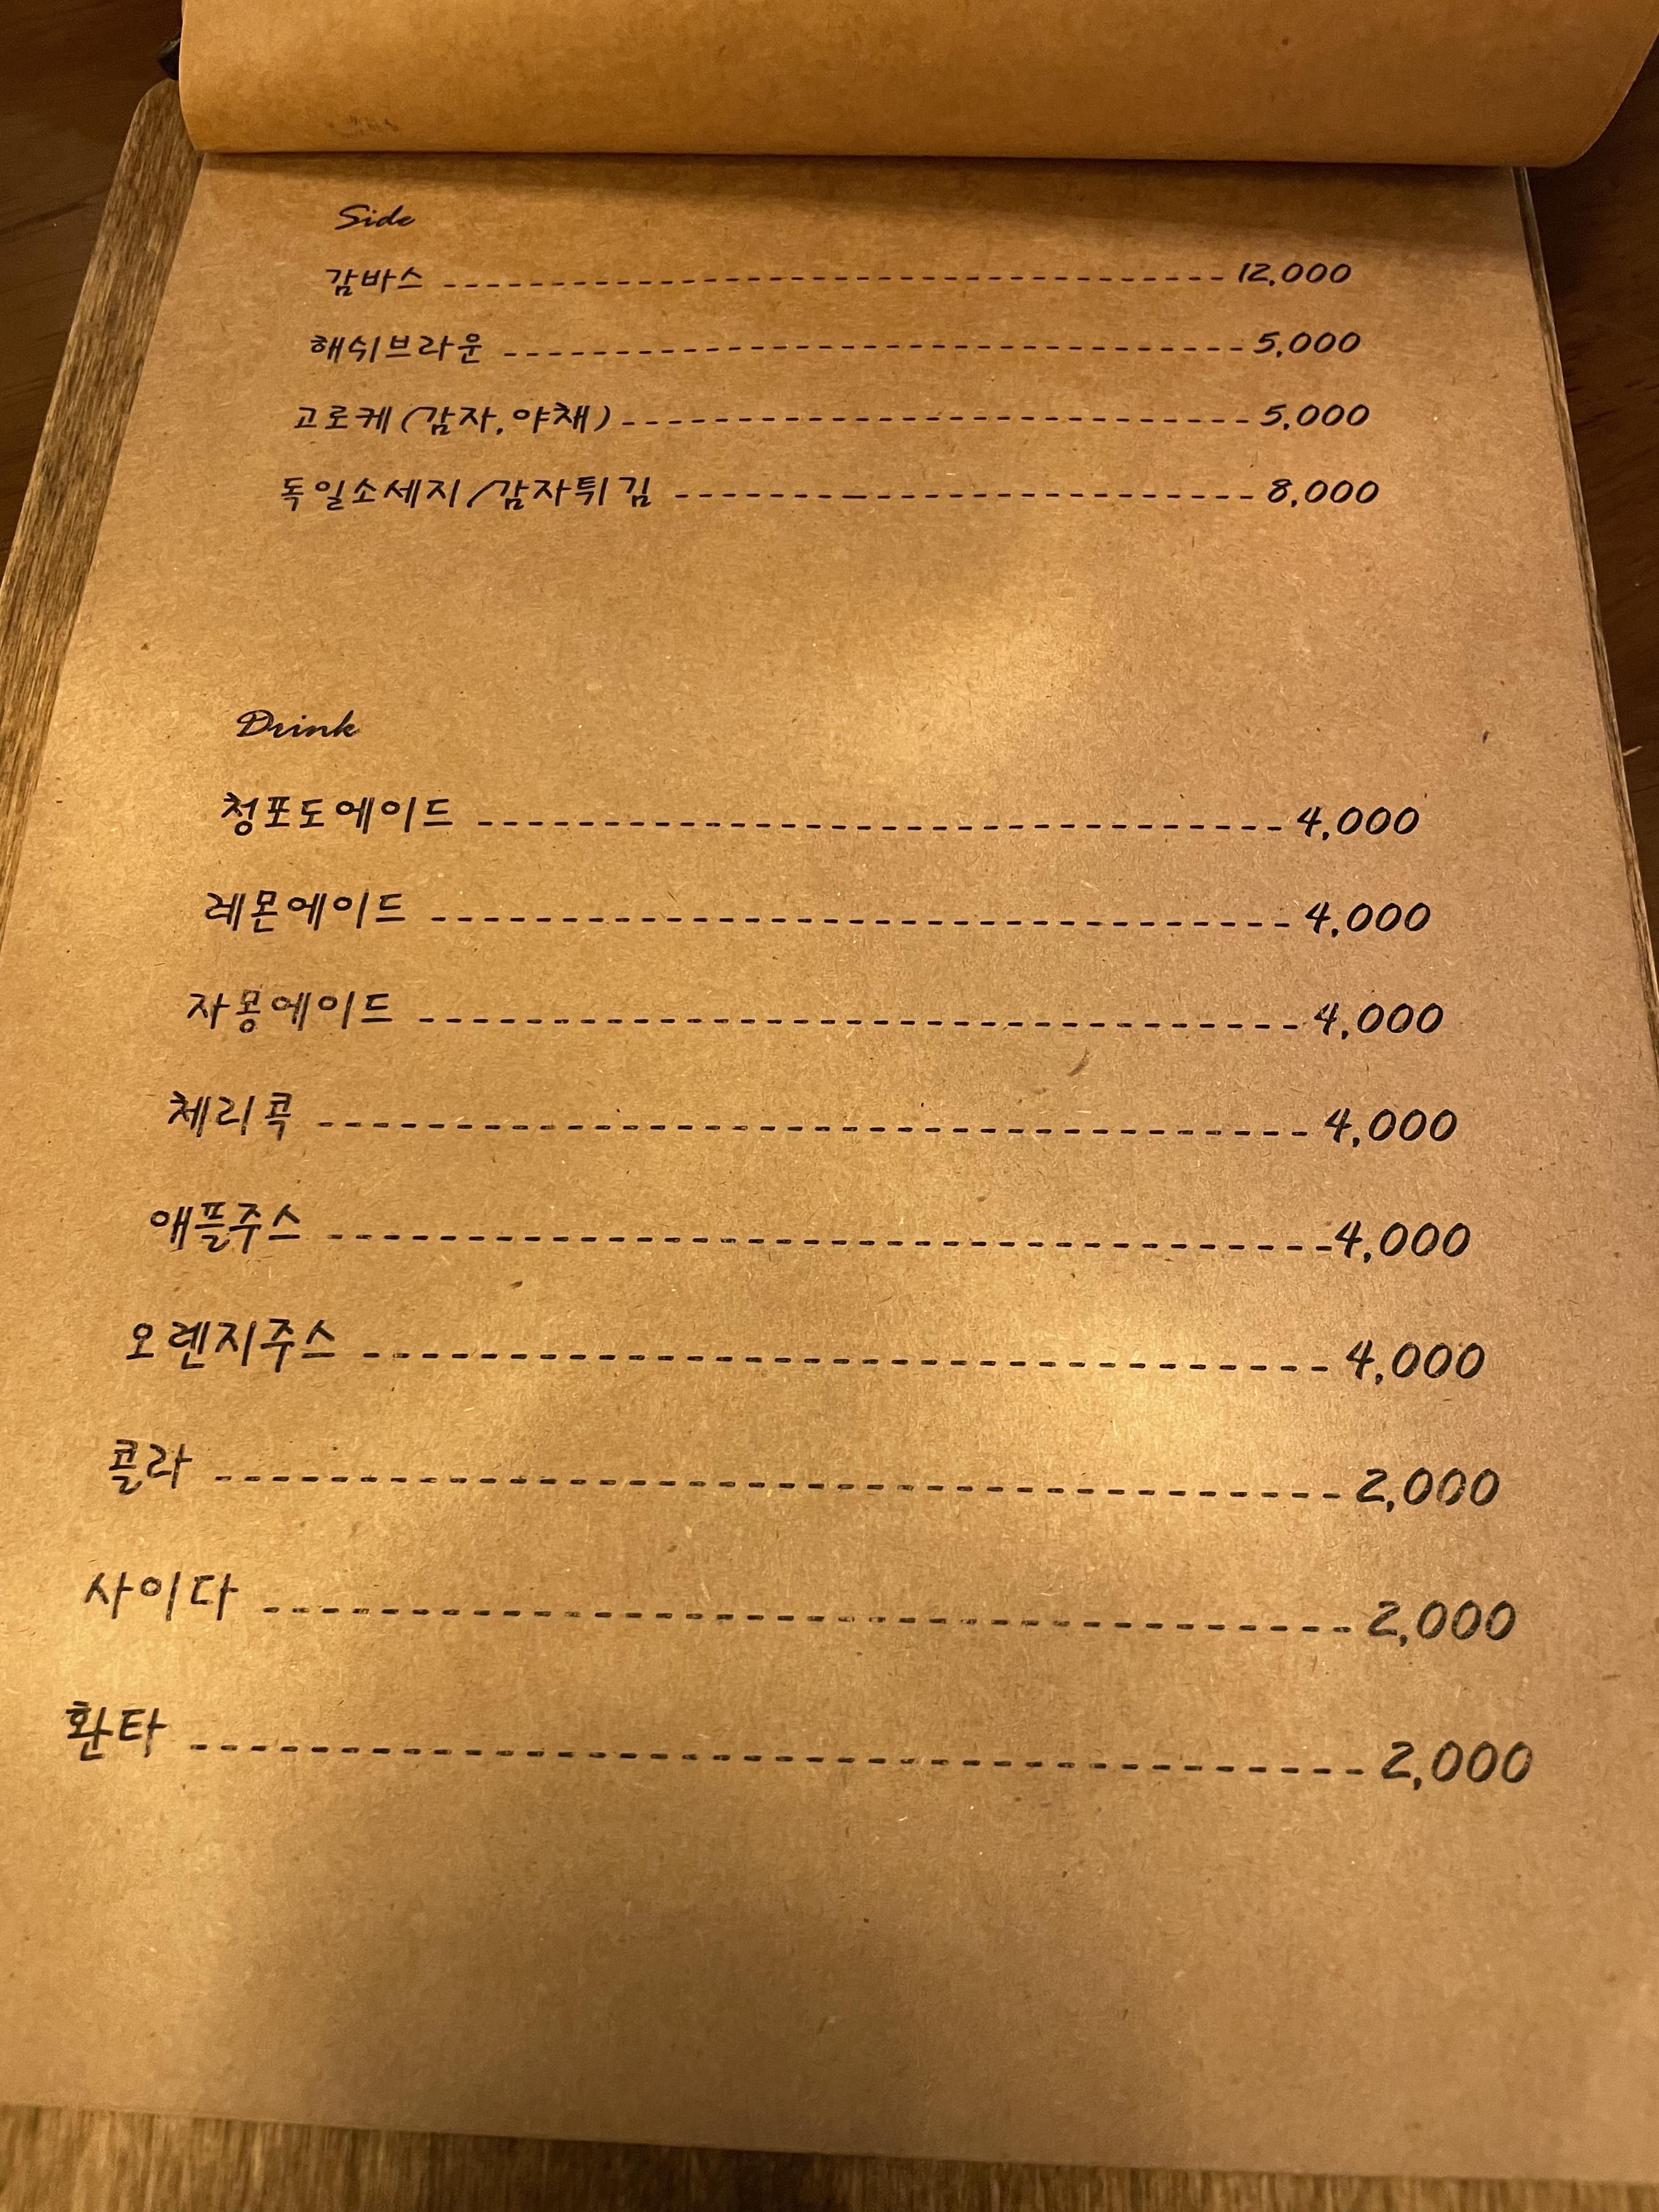 Side
감바스 12,000
해쉬브라운 5,000
고로케(감자,야채) 5,000
독일소세지/감자튀김 8,000
Drink
청포도에이드 4,000
레몬에이드 4,000
자몽에이드 4,000
체리콕 4,000
애플주스 4,000
오렌지주스 4,000
콜라 2,000
사이다 2,000
환타 2,000